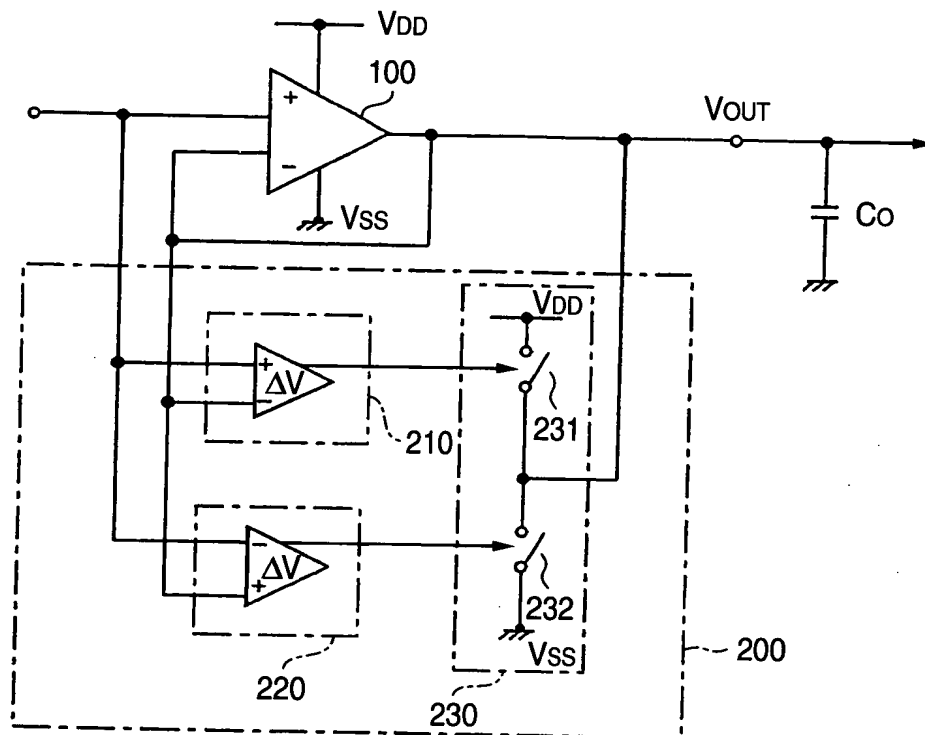 VDD
100
+
−
VOUT
VSS
CO
VDD
+
ΔV
−
231
210
−
ΔV
+
232
VSS
200
220
230